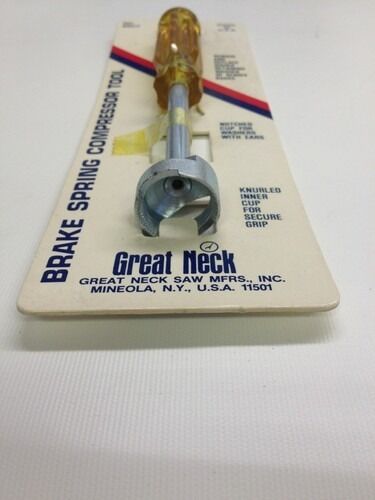 BRAKE SPRING COMPRESSOR TOOL
NOTCHED
CUP FOR
WASHERS
WITH EARS
KNURLED
INNER
CUP
FOR
SECURE
GRIP
Great Neck
GREAT NECK SAW MFRS., INC.
MINEOLA, N.Y., U.S.A. 11501